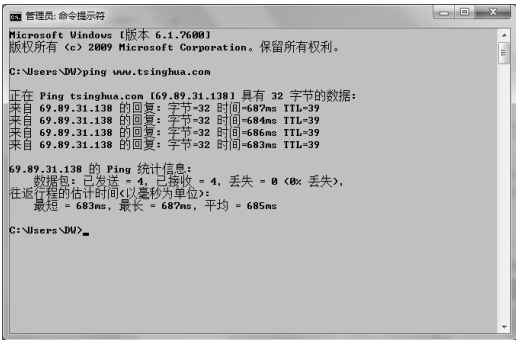 管理员: 命令提示符
Microsoft Windows [版本 6.1.7600]
版权所有 (c) 2009 Microsoft Corporation。保留所有权利。
C:\Users\DW>ping www.tsinghua.com
正在 Ping tsinghua.com [69.89.31.138] 具有 32 字节的数据:
来自 69.89.31.138 的回复: 字节=32 时间=687ms TTL=39
来自 69.89.31.138 的回复: 字节=32 时间=684ms TTL=39
来自 69.89.31.138 的回复: 字节=32 时间=686ms TTL=39
来自 69.89.31.138 的回复: 字节=32 时间=683ms TTL=39
69.89.31.138 的 Ping 统计信息:
数据包: 已发送 = 4, 已接收 = 4, 丢失 = 0 (0% 丢失),
往返行程的估计时间(以毫秒为单位):
最短 = 683ms, 最长 = 687ms, 平均 = 685ms
C:\Users\DW>_